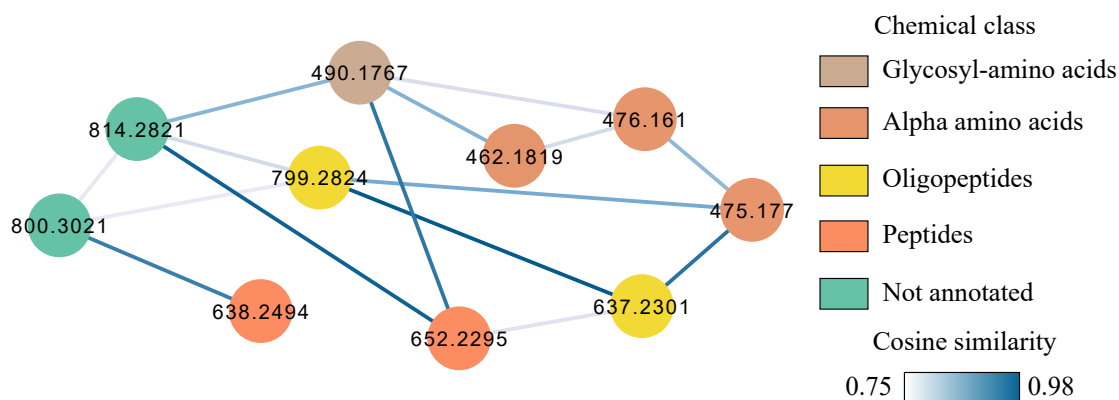 490.1767
476.161
814.2821
462.1819
799.2824
475.177
800.3021
638.2494
637.2301
652.2295
Chemical class
Glycosyl-amino acids
Alpha amino acids
Oligopeptides
Peptides
Not annotated
Cosine similarity
0.75 0.98